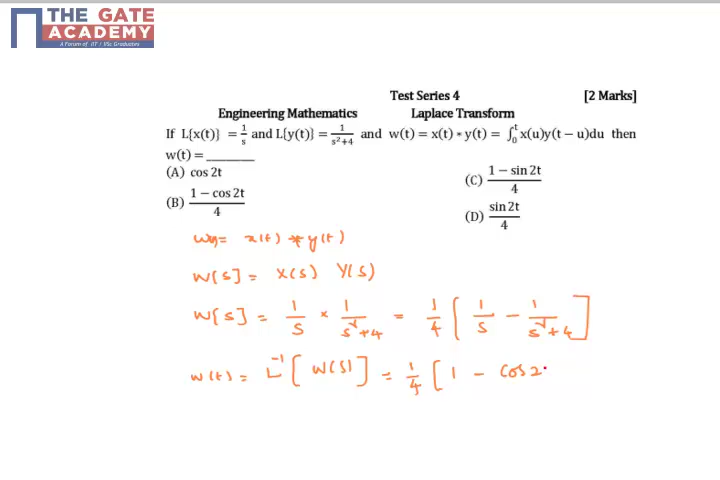 THE GATE
ACADEMY
A Forum of IIT / IISc Graduates
Test Series 4 [2 Marks]
Engineering Mathematics Laplace Transform
If L{x(t)} = 1/s and L{y(t)} = 1/(s²+4) and w(t) = x(t) * y(t) = ∫₀ᵗ x(u)y(t − u)du then
w(t) = ________
(A) cos 2t
(B) (1 − cos 2t)/4
(C) (1 − sin 2t)/4
(D) sin 2t/4
= x(t) * y(t)
W[s] = X(s) Y(s)
W[s] = 1/s × 1/(s²+4) = 1/4 [ 1/s − 1/(s²+4) ]
w(t) = L⁻¹ [ W(s) ] = 1/4 [ 1 − cos 2